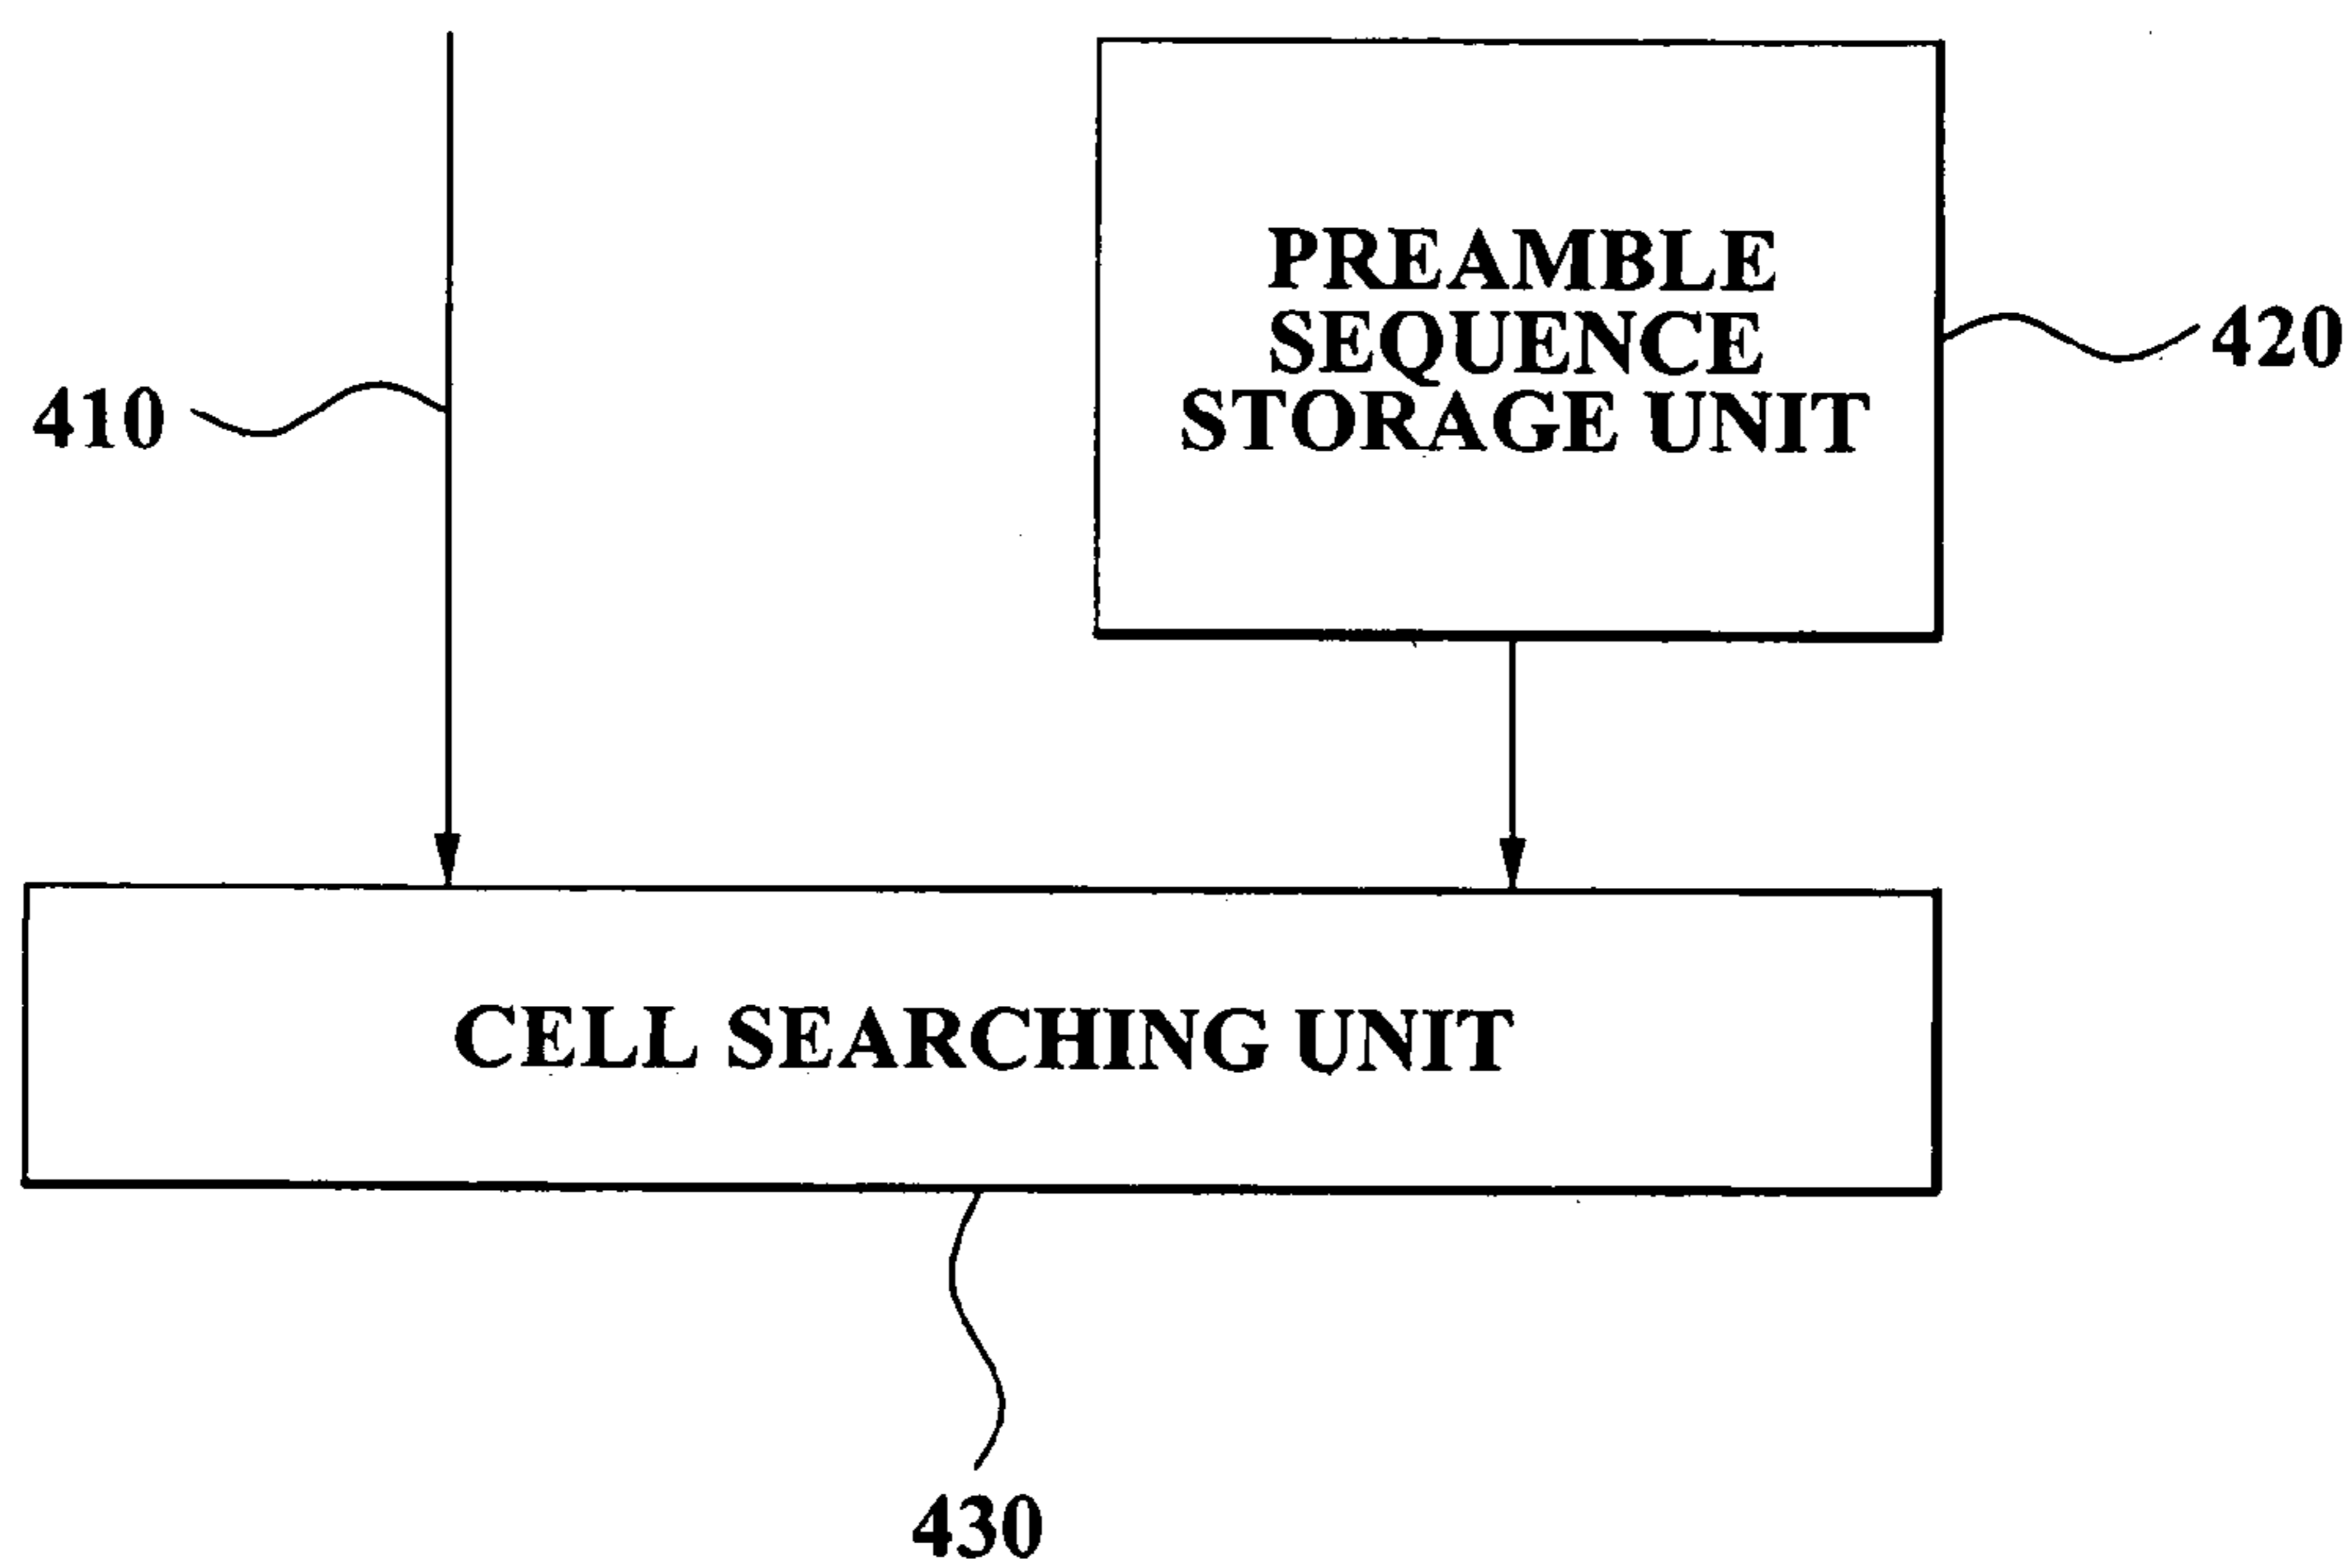 PREAMBLE
SEQUENCE
STORAGE UNIT
420
410
CELL SEARCHING UNIT
430